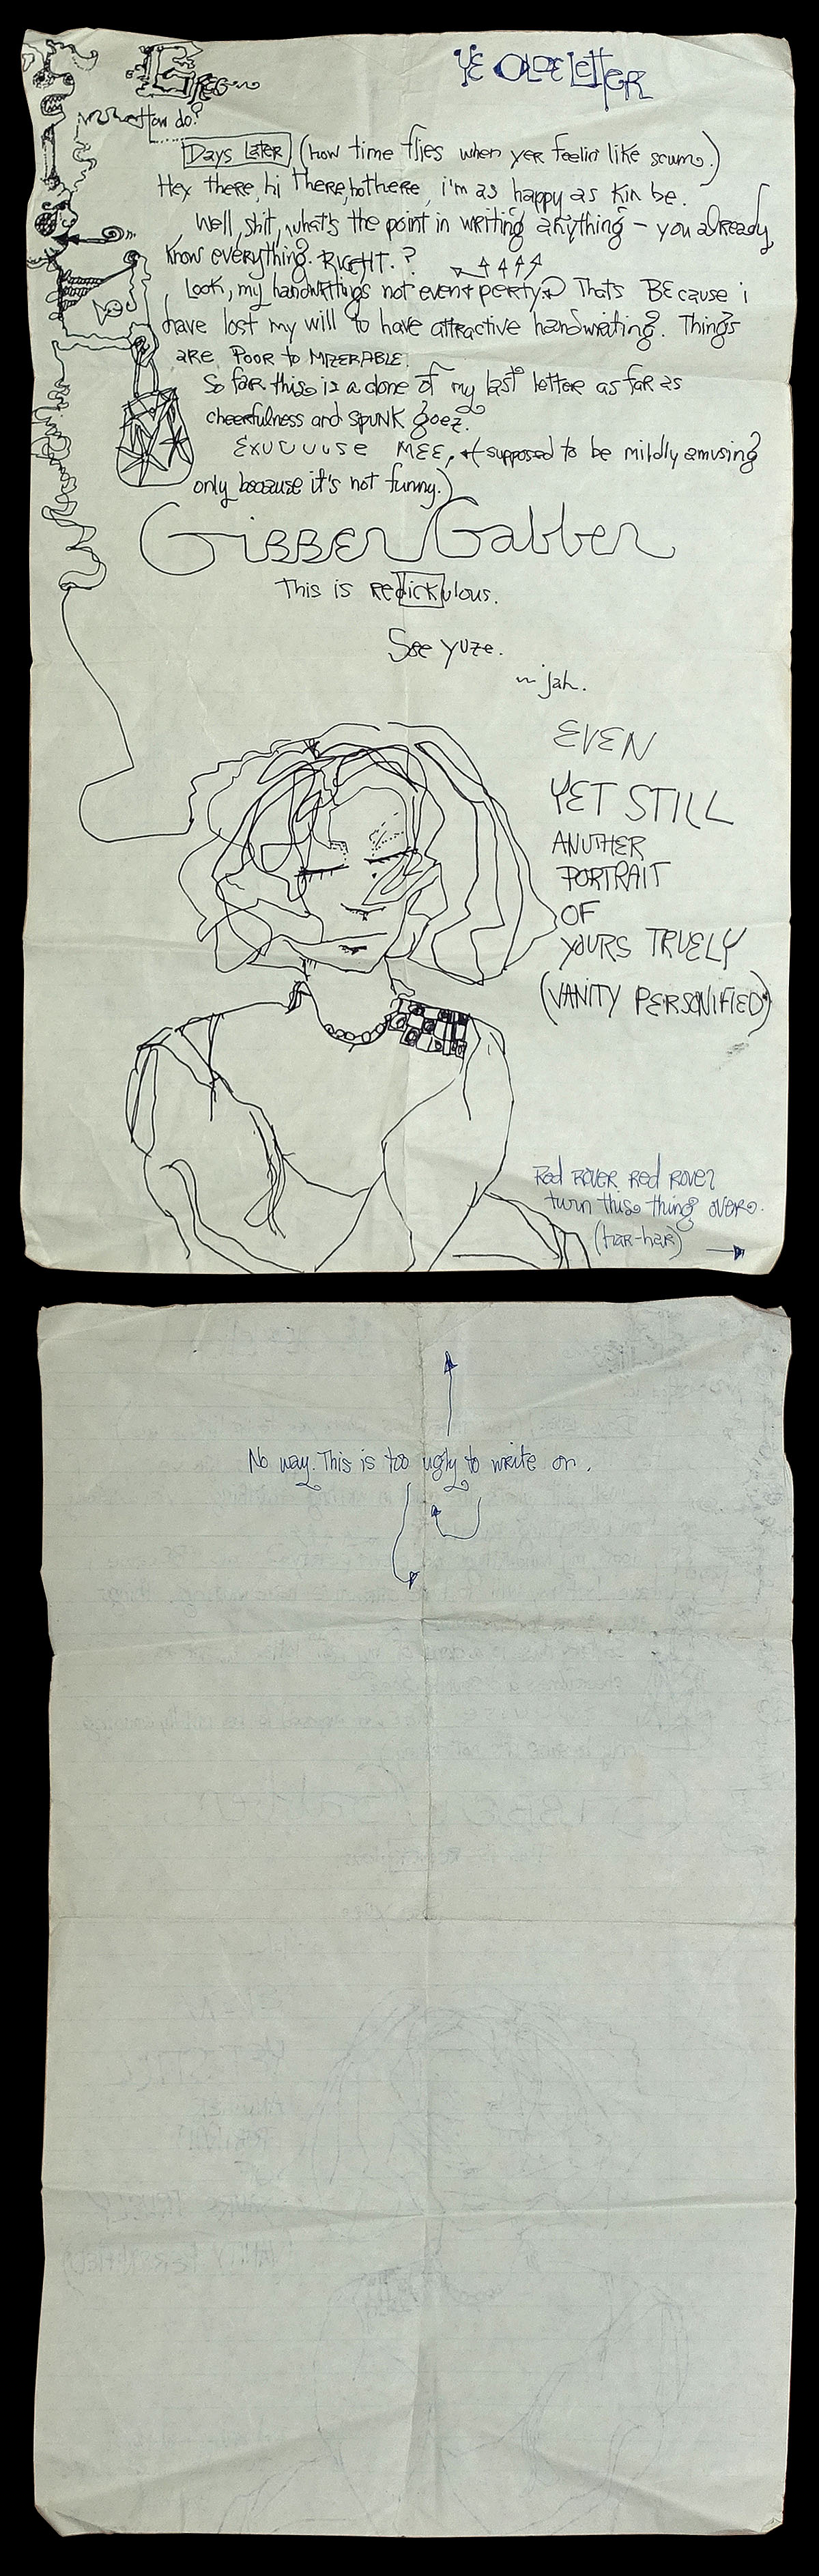 YE OLDE LETTER
Greg
How do?
Days Later (how time flies when yer feelin' like scum.)
Hey there, hi there, ho there, i'm as happy as kin be.
Well, shit, what's the point in writing anything – you already
know everything. RIGHT.?
Look, my handwritings not even perty. Thats BEcause i
have lost my will to have attractive handwriting. Things
are POOR to MIZERABLE.
So far this is a clone of my last letter as far as
cheerfulness and SPUNK goez.
Exuuuuse MEE, (supposed to be mildly amusing
only because it's not funny.)
GIBBER Gabber
This is redickulous.
See yuze.
~ jah.
EVEN
YET STILL
ANUTHER
PORTRAIT
OF
YOURS TRUELY
(VANITY PERSONIFIED)
Red ROVER Red ROVER
turn this thing over.
(har-har)
No way. This is too ugly to write on.